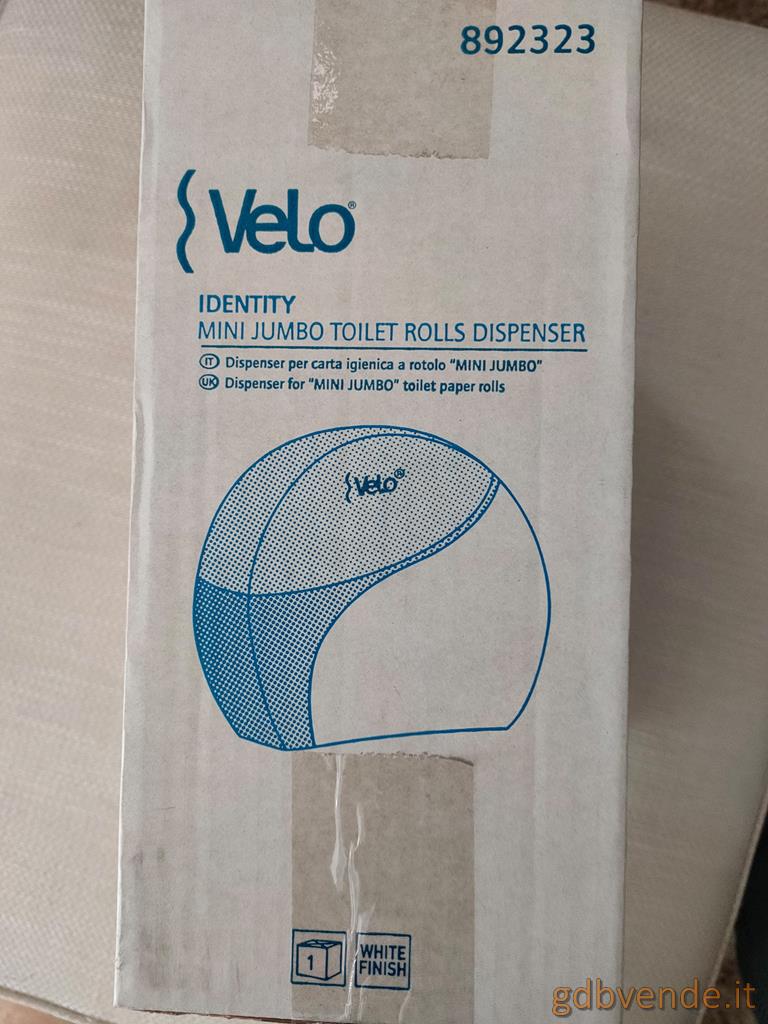 892323
Velo®
IDENTITY
MINI JUMBO TOILET ROLLS DISPENSER
IT Dispenser per carta igienica a rotolo "MINI JUMBO"
UK Dispenser for "MINI JUMBO" toilet paper rolls
Velo®
1
WHITE
FINISH
gdbvende.it